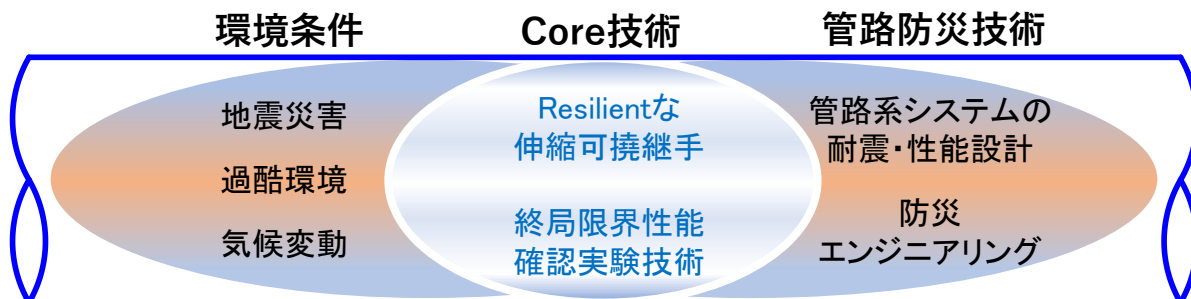 環境条件
Core技術
管路防災技術
地震災害
過酷環境
気候変動
Resilientな
伸縮可撓継手
終局限界性能
確認実験技術
管路系システムの
耐震・性能設計
防災
エンジニアリング